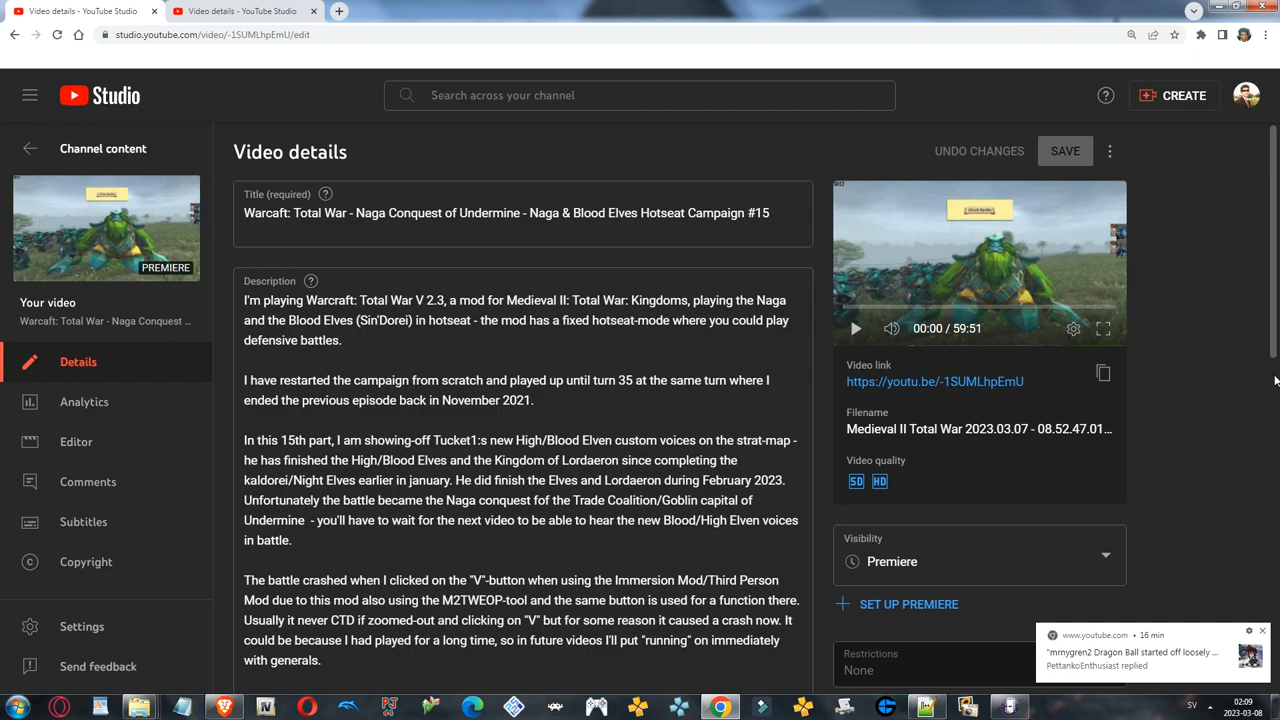 Video details - YouTube Studio
Video details - YouTube Studio
studio.youtube.com/video/-1SUMLhpEmU/edit
Studio
Search across your channel
CREATE
Channel content
Video details
UNDO CHANGES
SAVE
PREMIERE
Your video
Warcaft: Total War - Naga Conquest ...
Details
Analytics
Editor
Comments
Subtitles
Copyright
Settings
Send feedback
Title (required)
Warcaft: Total War - Naga Conquest of Undermine - Naga & Blood Elves Hotseat Campaign #15
Description
I'm playing Warcraft: Total War V 2.3, a mod for Medieval II: Total War: Kingdoms, playing the Naga
and the Blood Elves (Sin'Dorei) in hotseat - the mod has a fixed hotseat-mode where you could play
defensive battles.
I have restarted the campaign from scratch and played up until turn 35 at the same turn where I
ended the previous episode back in November 2021.
In this 15th part, I am showing-off Tucket1:s new High/Blood Elven custom voices on the strat-map -
he has finished the High/Blood Elves and the Kingdom of Lordaeron since completing the
kaldorei/Night Elves earlier in january. He did finish the Elves and Lordaeron during February 2023.
Unfortunately the battle became the Naga conquest fof the Trade Coalition/Goblin capital of
Undermine  - you'll have to wait for the next video to be able to hear the new Blood/High Elven voices
in battle.
The battle crashed when I clicked on the "V"-button when using the Immersion Mod/Third Person
Mod due to this mod also using the M2TWEOP-tool and the same button is used for a function there.
Usually it never CTD if zoomed-out and clicking on "V" but for some reason it caused a crash now. It
could be because I had played for a long time, so in future videos I'll put "running" on immediately
with generals.
00:00 / 59:51
Video link
https://youtu.be/-1SUMLhpEmU
Filename
Medieval II Total War 2023.03.07 - 08.52.47.01...
Video quality
SD
HD
Visibility
Premiere
SET UP PREMIERE
Restrictions
None
www.youtube.com • 16 min
"mrnygren2 Dragon Ball started off loosely ...
PettankoEnthusiast replied
SV
02:09
2023-03-08